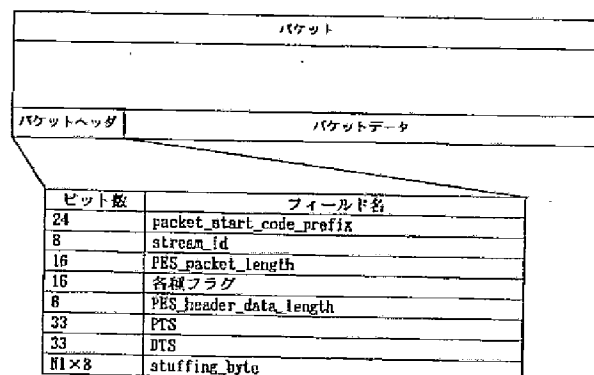 パケット
パケットヘッダ パケットデータ
ビット数 フィールド名
24 packet_start_code_prefix
8 stream_id
16 PES_packet_length
16 各種フラグ
8 PES_header_data_length
33 PTS
33 DTS
N1×8 stuffing_byte